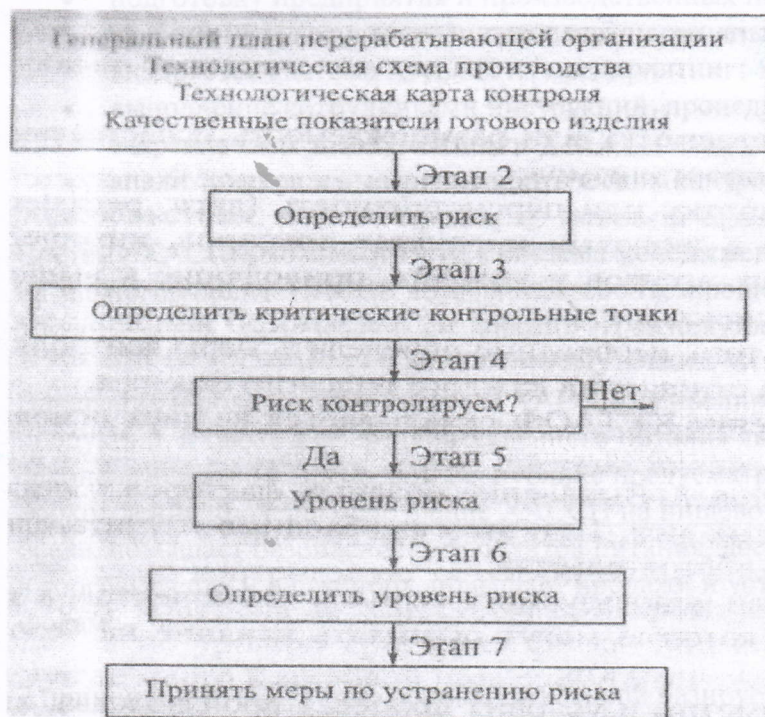 Генеральный план перерабатывающей организации
Технологическая схема производства
Технологическая карта контроля
Качественные показатели готового изделия
Этап 2
Определить риск
Этап 3
Определить критические контрольные точки
Этап 4
Риск контролируем?
Нет
Да
Этап 5
Уровень риска
Этап 6
Определить уровень риска
Этап 7
Принять меры по устранению риска